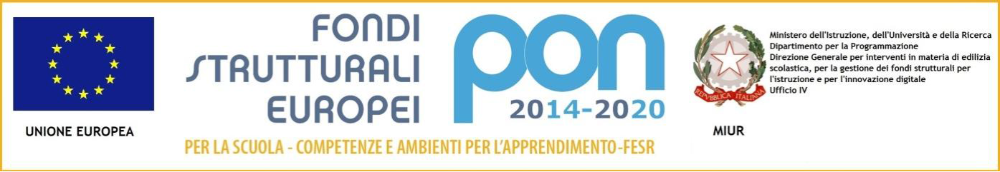 UNIONE EUROPEA
FONDI
STRUTTURALI
EUROPEI
pon
2014-2020
PER LA SCUOLA - COMPETENZE E AMBIENTI PER L'APPRENDIMENTO-FESR
REPVBBLICA ITALIANA
MIUR
Ministero dell'Istruzione, dell'Università e della Ricerca
Dipartimento per la Programmazione
Direzione Generale per interventi in materia di edilizia
scolastica, per la gestione dei fondi strutturali per
l'istruzione e per l'innovazione digitale
Ufficio IV